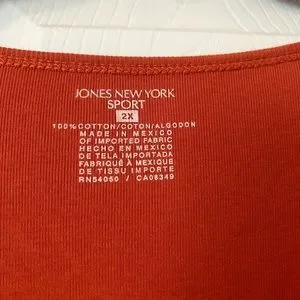 JONES NEW YORK
SPORT
2X
100%COTTON/COTON/ALGODON
MADE IN MEXICO
OF IMPORTED FABRIC
HECHO EN MEXICO
DE TELA IMPORTADA
FABRIQUÉ À MEXIQUE
DE TISSU IMPORTE
RN54050 / CA08349